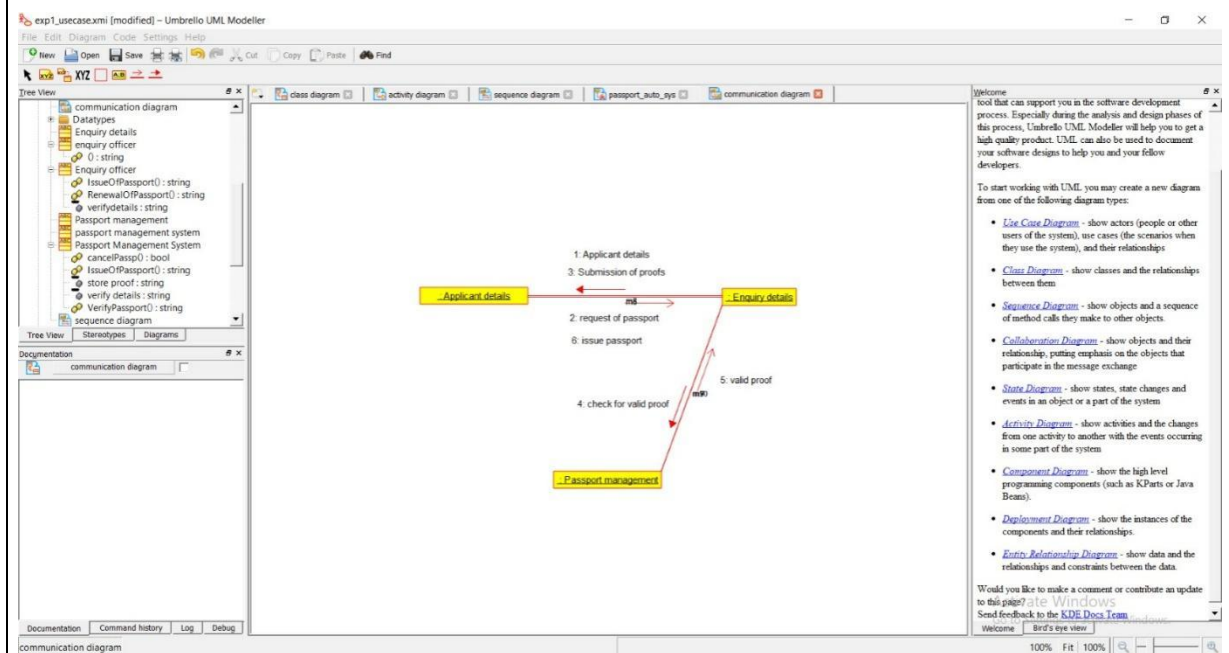 exp1_usecase.xmi [modified] – Umbrello UML Modeller
File Edit Diagram Code Settings Help
New Open Save Cut Copy Paste Find
XYZ XYZ A.B
Tree View
communication diagram
Datatypes
Enquiry details
enquiry officer
() : string
Enquiry officer
IssueOfPassport() : string
RenewalOfPassport() : string
verifydetails : string
Passport management
passport management system
Passport Management System
cancelPassp() : bool
IssueOfPassport() : string
store proof : string
verify details : string
VerifyPassport() : string
sequence diagram
Tree View Stereotypes Diagrams
Documentation
communication diagram
Documentation Command history Log Debug
communication diagram
class diagram activity diagram sequence diagram passport_auto_sys communication diagram
1: Applicant details
3: Submission of proofs
: Applicant details
: Enquiry details
2: request of passport
6: issue passport
5: valid proof
4: check for valid proof
: Passport management
Welcome
tool that can support you in the software development
process. Especially during the analysis and design phases of
this process, Umbrello UML Modeller will help you to get a
high quality product. UML can also be used to document
your software designs to help you and your fellow
developers.
To start working with UML you may create a new diagram
from one of the following diagram types:
Use Case Diagram - show actors (people or other
users of the system), use cases (the scenarios when
they use the system), and their relationships
Class Diagram - show classes and the relationships
between them
Sequence Diagram - show objects and a sequence
of method calls they make to other objects.
Collaboration Diagram - show objects and their
relationship, putting emphasis on the objects that
participate in the message exchange
State Diagram - show states, state changes and
events in an object or a part of the system
Activity Diagram - show activities and the changes
from one activity to another with the events occurring
in some part of the system
Component Diagram - show the high level
programming components (such as KParts or Java
Beans).
Deployment Diagram - show the instances of the
components and their relationships.
Entity Relationship Diagram - show data and the
relationships and constraints between the data.
Would you like to make a comment or contribute an update
to this page?
Activate Windows
Send feedback to the KDE Docs Team
Welcome Bird's eye view
100% Fit 100%